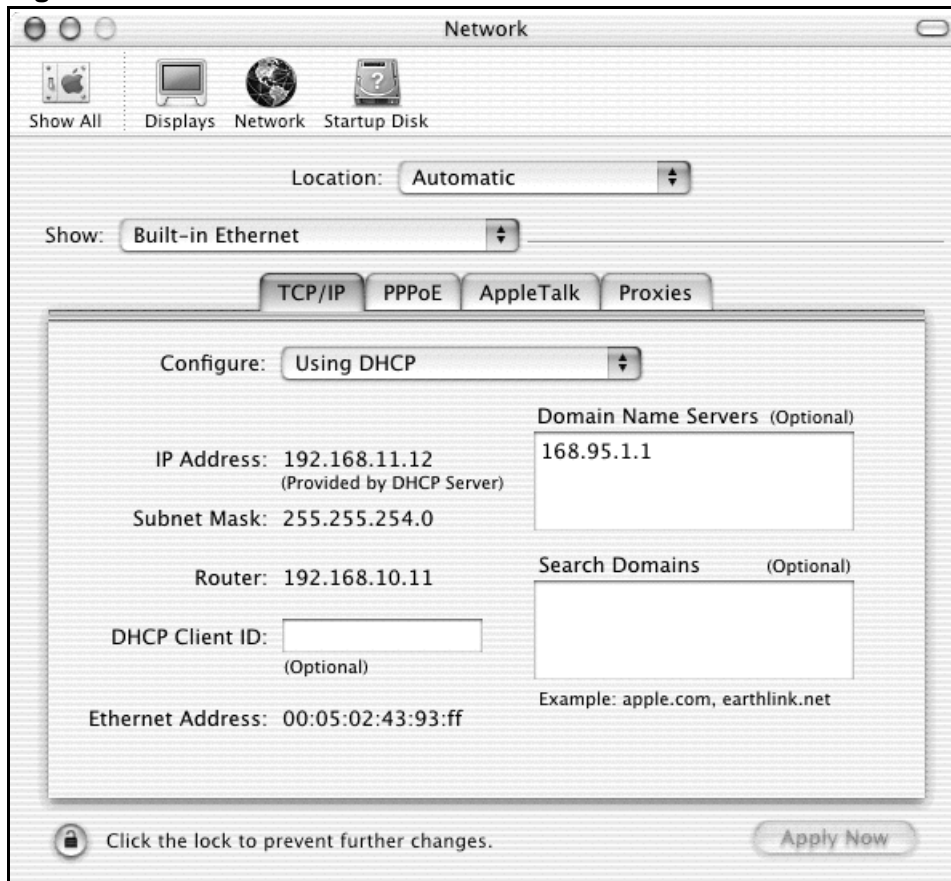 Network
Show All Displays Network Startup Disk
Location: Automatic
Show: Built-in Ethernet
TCP/IP PPPoE AppleTalk Proxies
Configure: Using DHCP
Domain Name Servers (Optional)
168.95.1.1
IP Address: 192.168.11.12
(Provided by DHCP Server)
Subnet Mask: 255.255.254.0
Router: 192.168.10.11
Search Domains (Optional)
DHCP Client ID:
(Optional)
Example: apple.com, earthlink.net
Ethernet Address: 00:05:02:43:93:ff
Click the lock to prevent further changes.
Apply Now